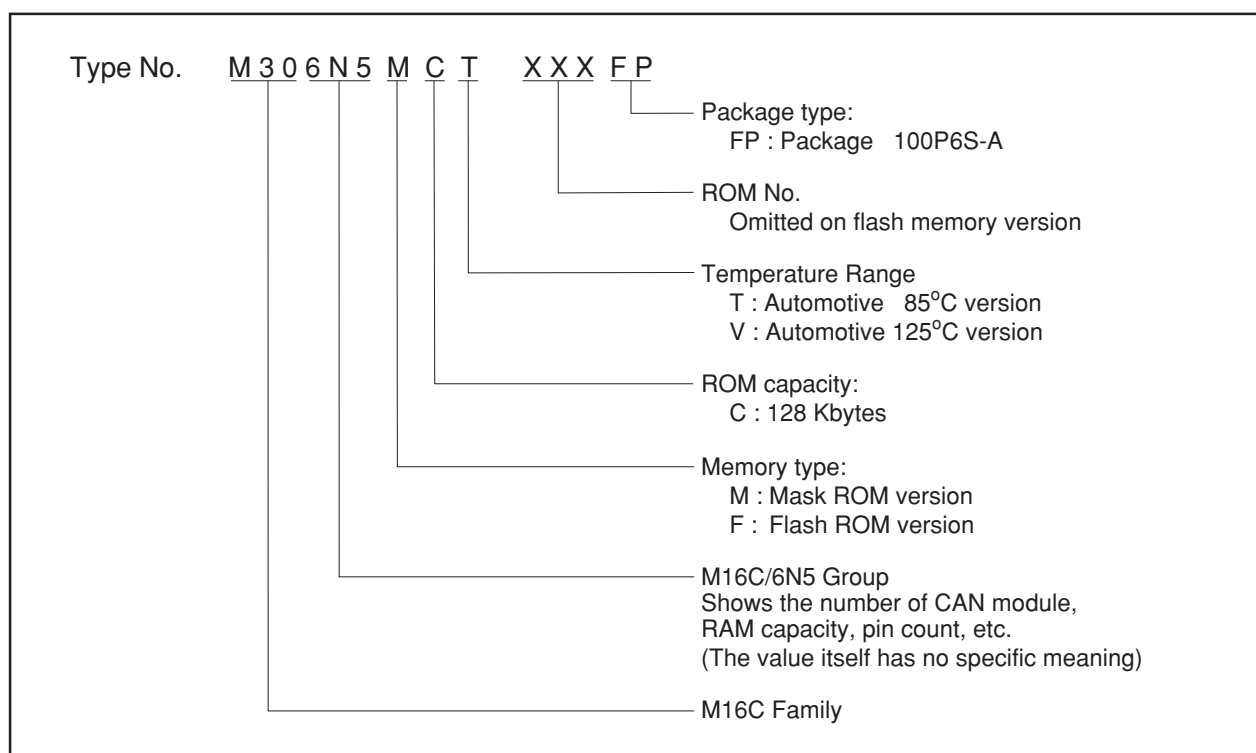 Type No. M 3 0 6 N 5 M C T X X X F P
Package type:
FP : Package 100P6S-A
ROM No.
Omitted on flash memory version
Temperature Range
T : Automotive 85°C version
V : Automotive 125°C version
ROM capacity:
C : 128 Kbytes
Memory type:
M : Mask ROM version
F : Flash ROM version
M16C/6N5 Group
Shows the number of CAN module,
RAM capacity, pin count, etc.
(The value itself has no specific meaning)
M16C Family